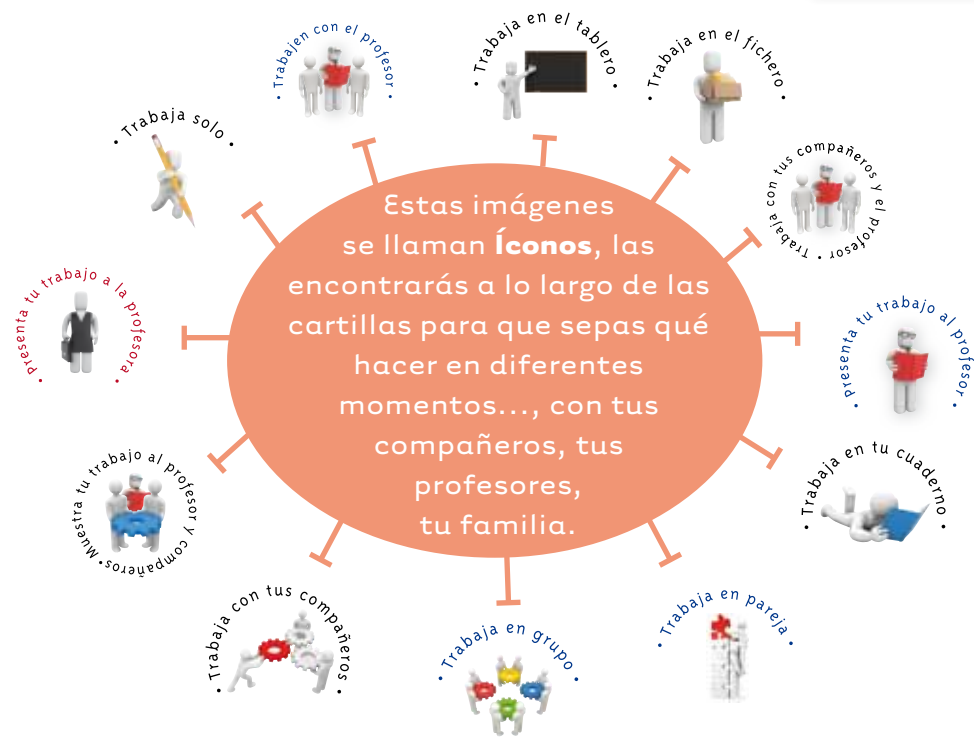 • Trabajen con el profesor •
• Trabaja en el tablero •
• Trabaja en el fichero •
• Trabaja solo •
Trabaja con tus compañeros y el profesor •
Estas imágenes
se llaman Íconos, las
encontrarás a lo largo de las
cartillas para que sepas qué
hacer en diferentes
momentos..., con tus
compañeros, tus
profesores,
tu familia.
• Presenta tu trabajo a la profesora •
• Presenta tu trabajo al profesor •
Muestra tu trabajo al profesor y compañeros •
• Trabaja en tu cuaderno •
• Trabaja con tus compañeros •
• Trabaja en grupo •
• Trabaja en pareja •